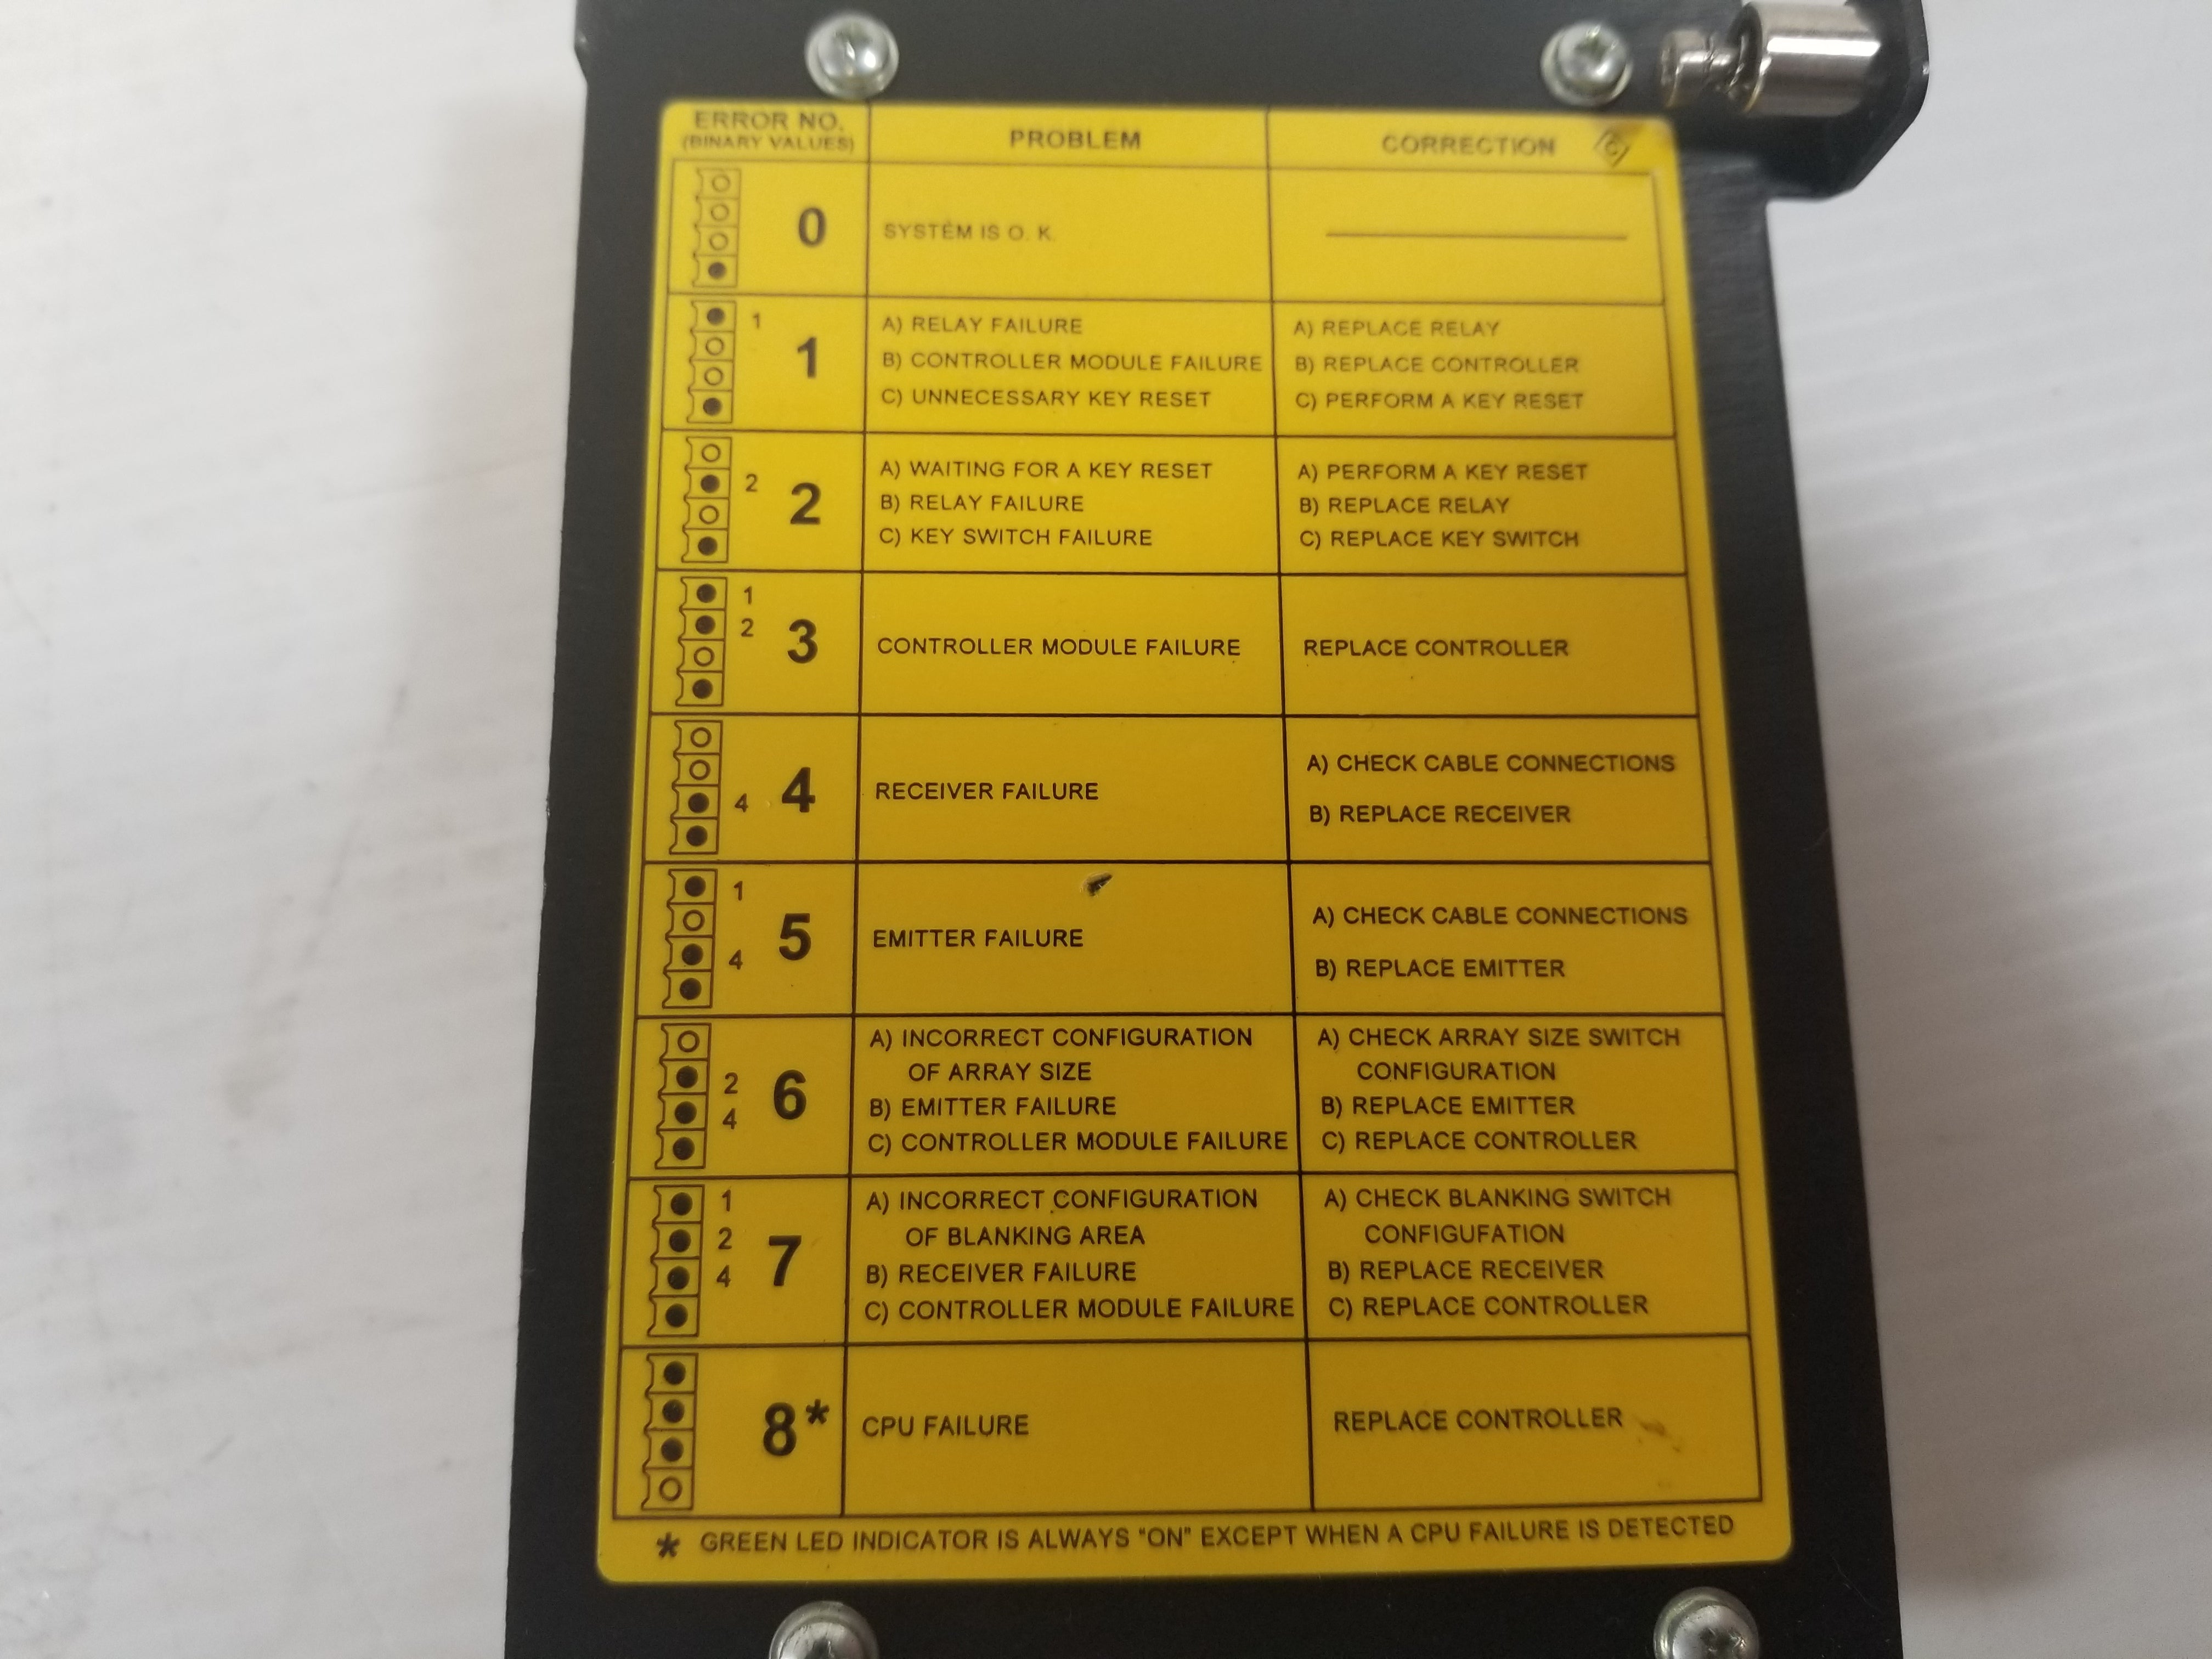 ERROR NO. PROBLEM CORRECTION C
(BINARY VALUES)
0 SYSTEM IS O. K.
1 1 A) RELAY FAILURE A) REPLACE RELAY
B) CONTROLLER MODULE FAILURE B) REPLACE CONTROLLER
C) UNNECESSARY KEY RESET C) PERFORM A KEY RESET
2 2 A) WAITING FOR A KEY RESET A) PERFORM A KEY RESET
B) RELAY FAILURE B) REPLACE RELAY
C) KEY SWITCH FAILURE C) REPLACE KEY SWITCH
1
2 3 CONTROLLER MODULE FAILURE REPLACE CONTROLLER
4 4 RECEIVER FAILURE A) CHECK CABLE CONNECTIONS
B) REPLACE RECEIVER
1
4 5 EMITTER FAILURE A) CHECK CABLE CONNECTIONS
B) REPLACE EMITTER
2
4 6 A) INCORRECT CONFIGURATION A) CHECK ARRAY SIZE SWITCH
OF ARRAY SIZE CONFIGURATION
B) EMITTER FAILURE B) REPLACE EMITTER
C) CONTROLLER MODULE FAILURE C) REPLACE CONTROLLER
1
2
4 7 A) INCORRECT CONFIGURATION A) CHECK BLANKING SWITCH
OF BLANKING AREA CONFIGUFATION
B) RECEIVER FAILURE B) REPLACE RECEIVER
C) CONTROLLER MODULE FAILURE C) REPLACE CONTROLLER
8* CPU FAILURE REPLACE CONTROLLER
* GREEN LED INDICATOR IS ALWAYS "ON" EXCEPT WHEN A CPU FAILURE IS DETECTED